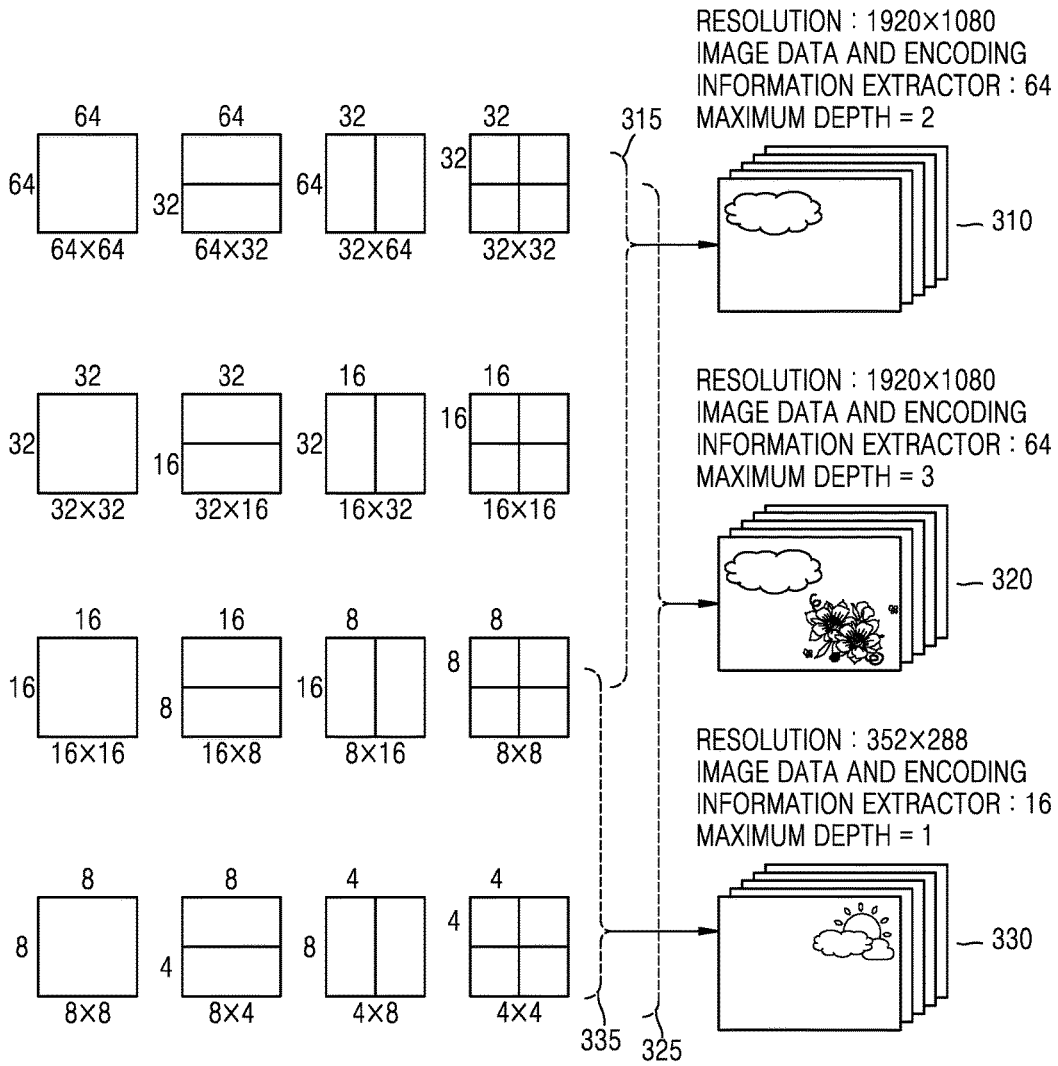 RESOLUTION : 1920×1080
IMAGE DATA AND ENCODING
INFORMATION EXTRACTOR : 64
MAXIMUM DEPTH = 2
64 64 32 32 315
64 32 64 32
64×64 64×32 32×64 32×32
310
RESOLUTION : 1920×1080
IMAGE DATA AND ENCODING
INFORMATION EXTRACTOR : 64
MAXIMUM DEPTH = 3
32 32 16 16
32 16 32 16
32×32 32×16 16×32 16×16
320
16 16 8 8
16 8 16 8
16×16 16×8 8×16 8×8
RESOLUTION : 352×288
IMAGE DATA AND ENCODING
INFORMATION EXTRACTOR : 16
MAXIMUM DEPTH = 1
8 8 4 4
8 4 8 4
8×8 8×4 4×8 4×4
330
335 325